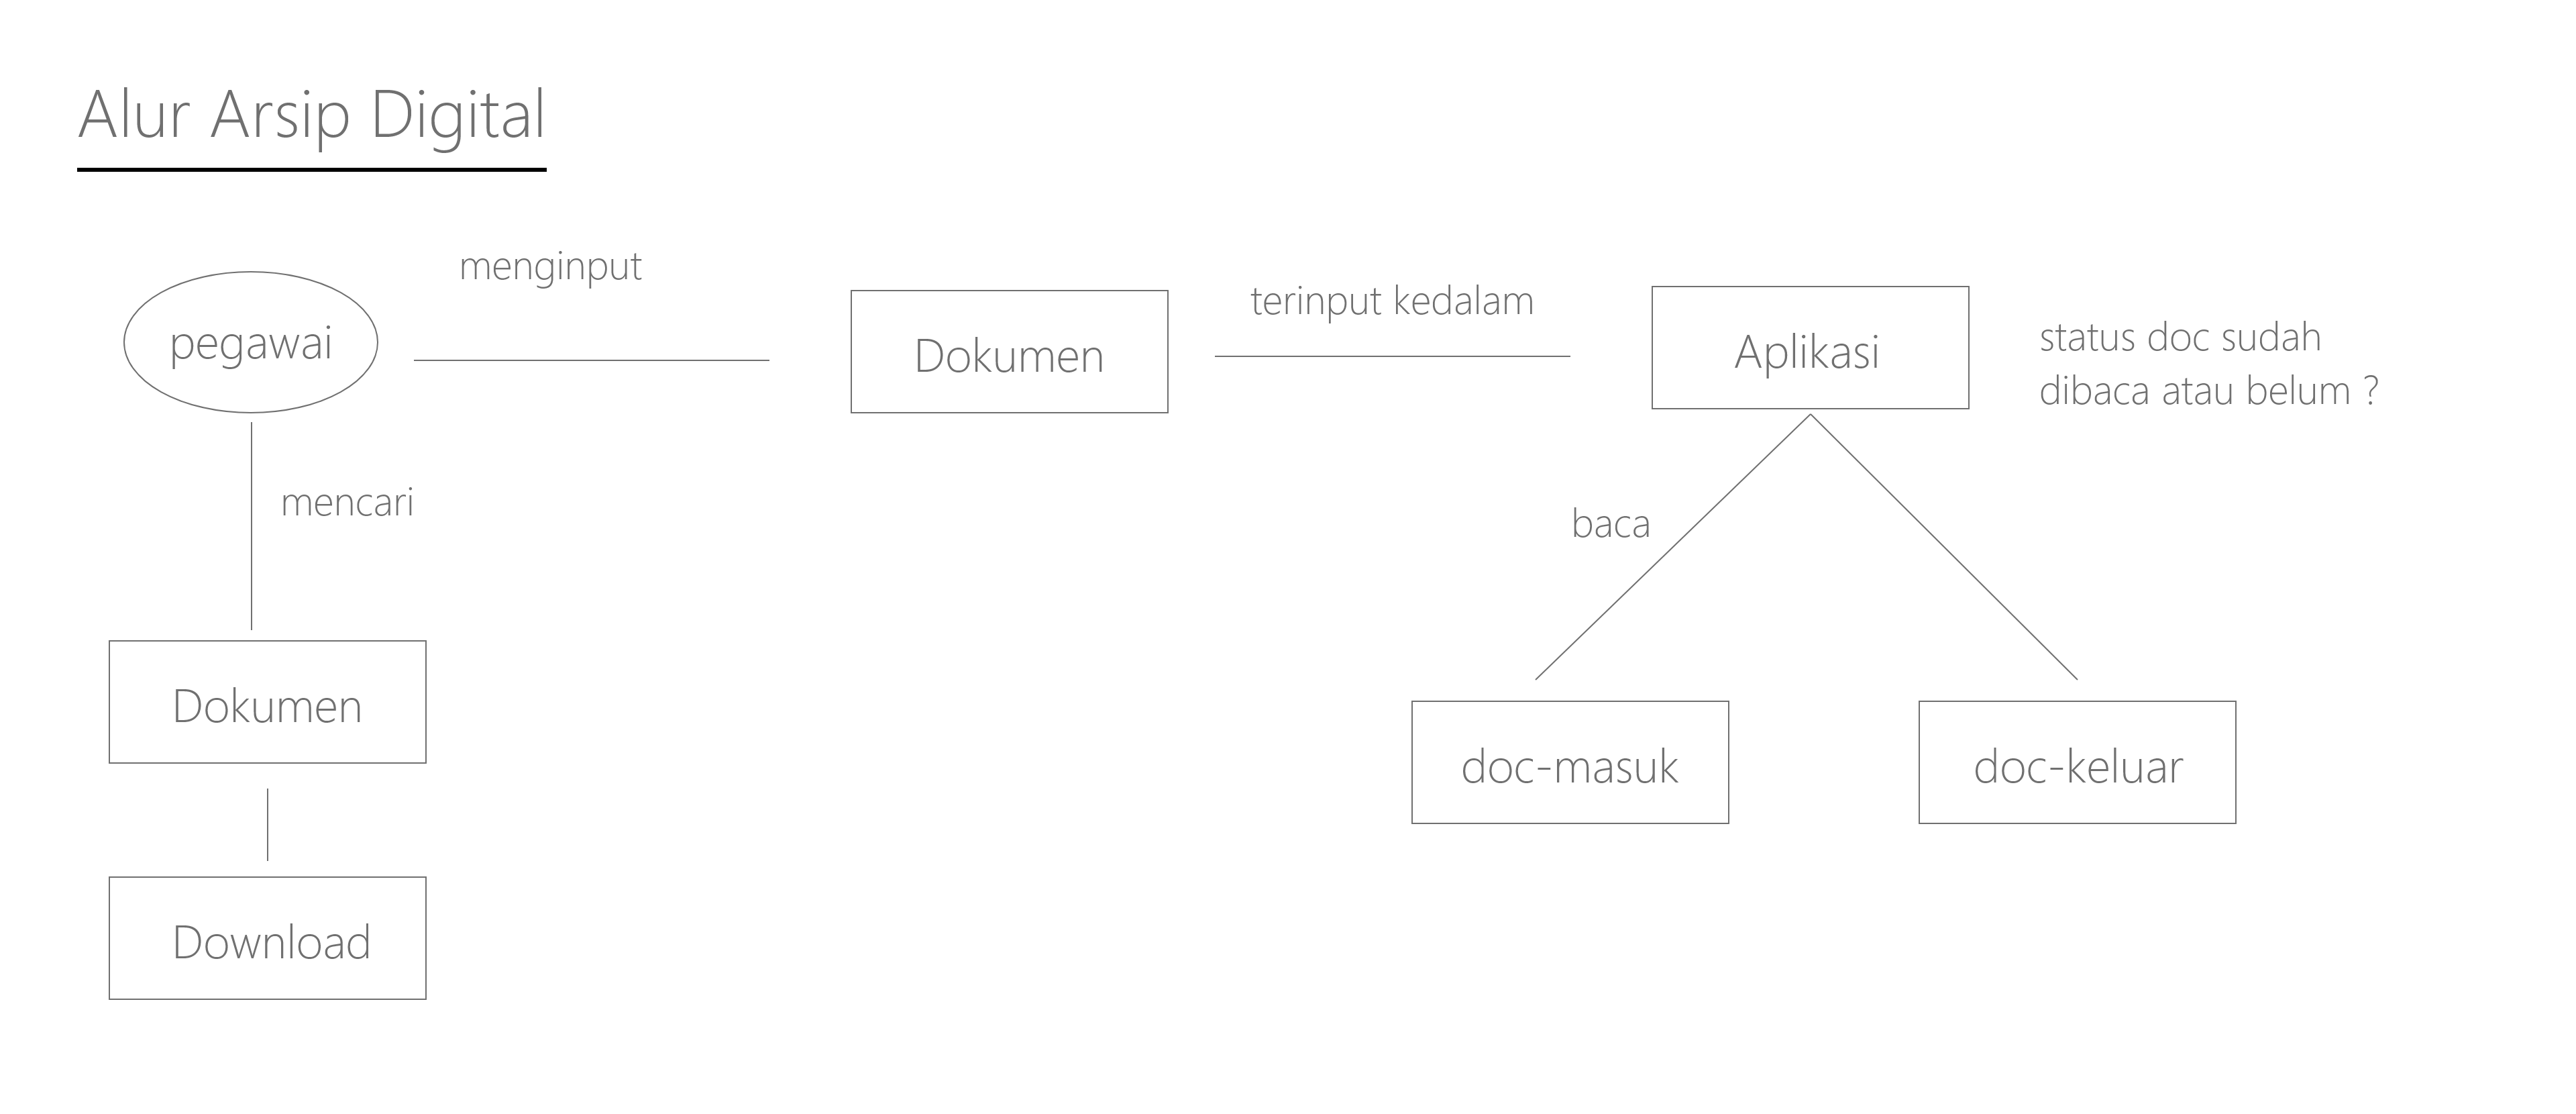 Alur Arsip Digital
menginput
terinput kedalam
pegawai
Dokumen
Aplikasi
status doc sudah
dibaca atau belum ?
mencari
baca
Dokumen
doc-masuk
doc-keluar
Download